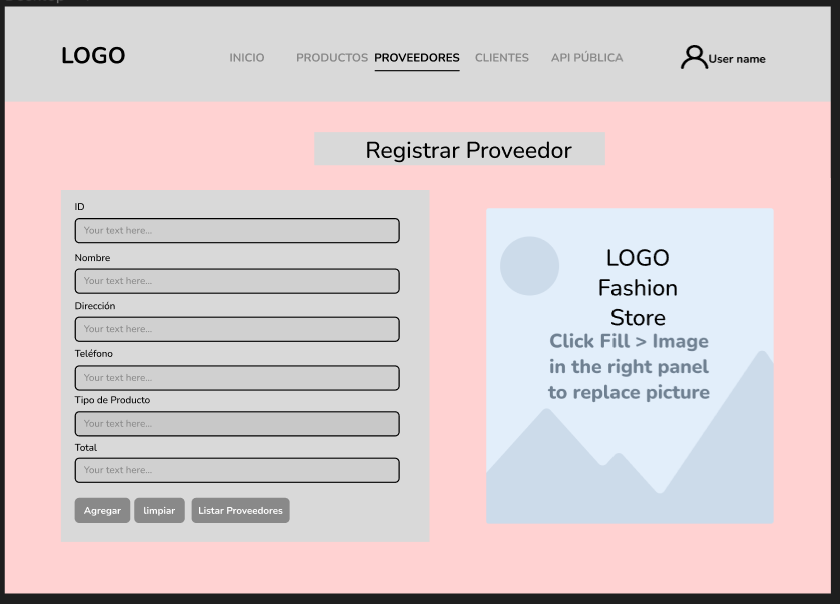 LOGO
INICIO
PRODUCTOS
PROVEEDORES
CLIENTES
API PÚBLICA
User name
Registrar Proveedor
ID
Your text here...
Nombre
Your text here...
Dirección
Your text here...
Teléfono
Your text here...
Tipo de Producto
Your text here...
Total
Your text here...
Agregar
limpiar
Listar Proveedores
LOGO
Fashion
Store
Click Fill > Image
in the right panel
to replace picture